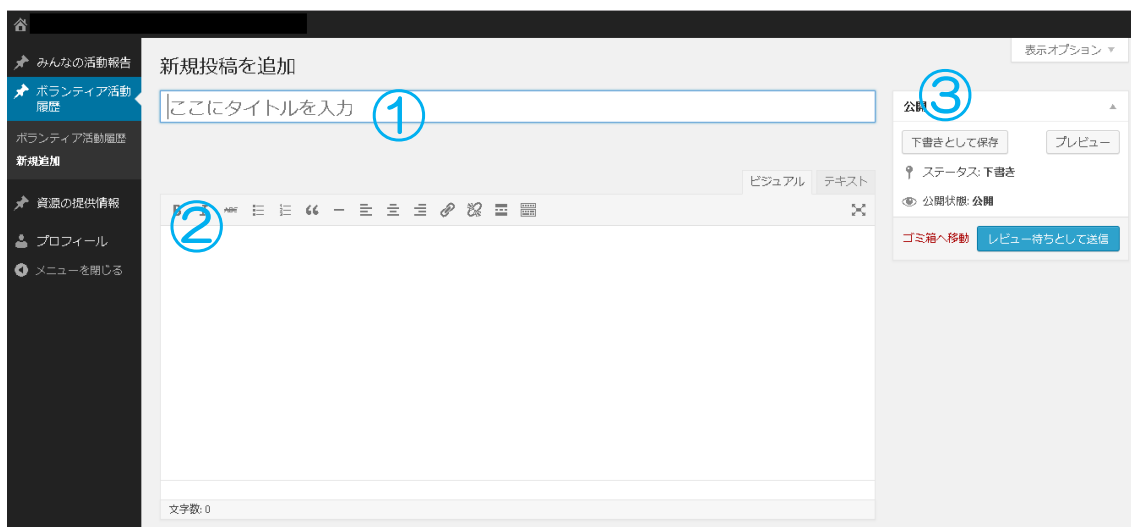 みんなの活動報告
ボランティア活動
履歴
ボランティア活動履歴
新規追加
資源の提供情報
プロフィール
メニューを閉じる
表示オプション ▼
新規投稿を追加
ここにタイトルを入力
①
ビジュアル テキスト
B I ABE
②
文字数: 0
③
公開
下書きとして保存 プレビュー
ステータス: 下書き
公開状態: 公開
ゴミ箱へ移動 レビュー待ちとして送信